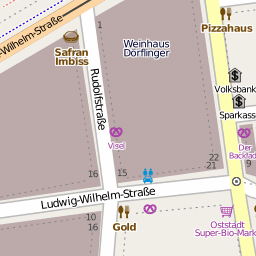 1
Pizzahaus
-Wilhelm-Straße
Safran
Imbiss
Weinhaus
Dörflinger
Rudolfstraße
Volksbank
Sparkasse
Visel
Der
Backlad
22
21
9
16
15
Ludwig-Wilhelm-Straße
10
16
Gold
Oststadt
Super-Bio-Mark